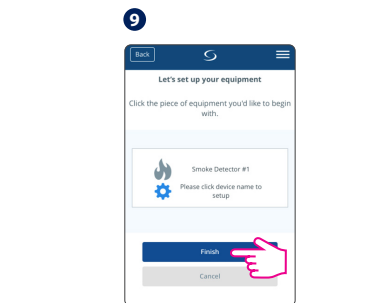 9
Back
Let's set up your equipment
Click the piece of equipment you'd like to begin
with.
Smoke Detector #1
Please click device name to
setup
Finish
Cancel